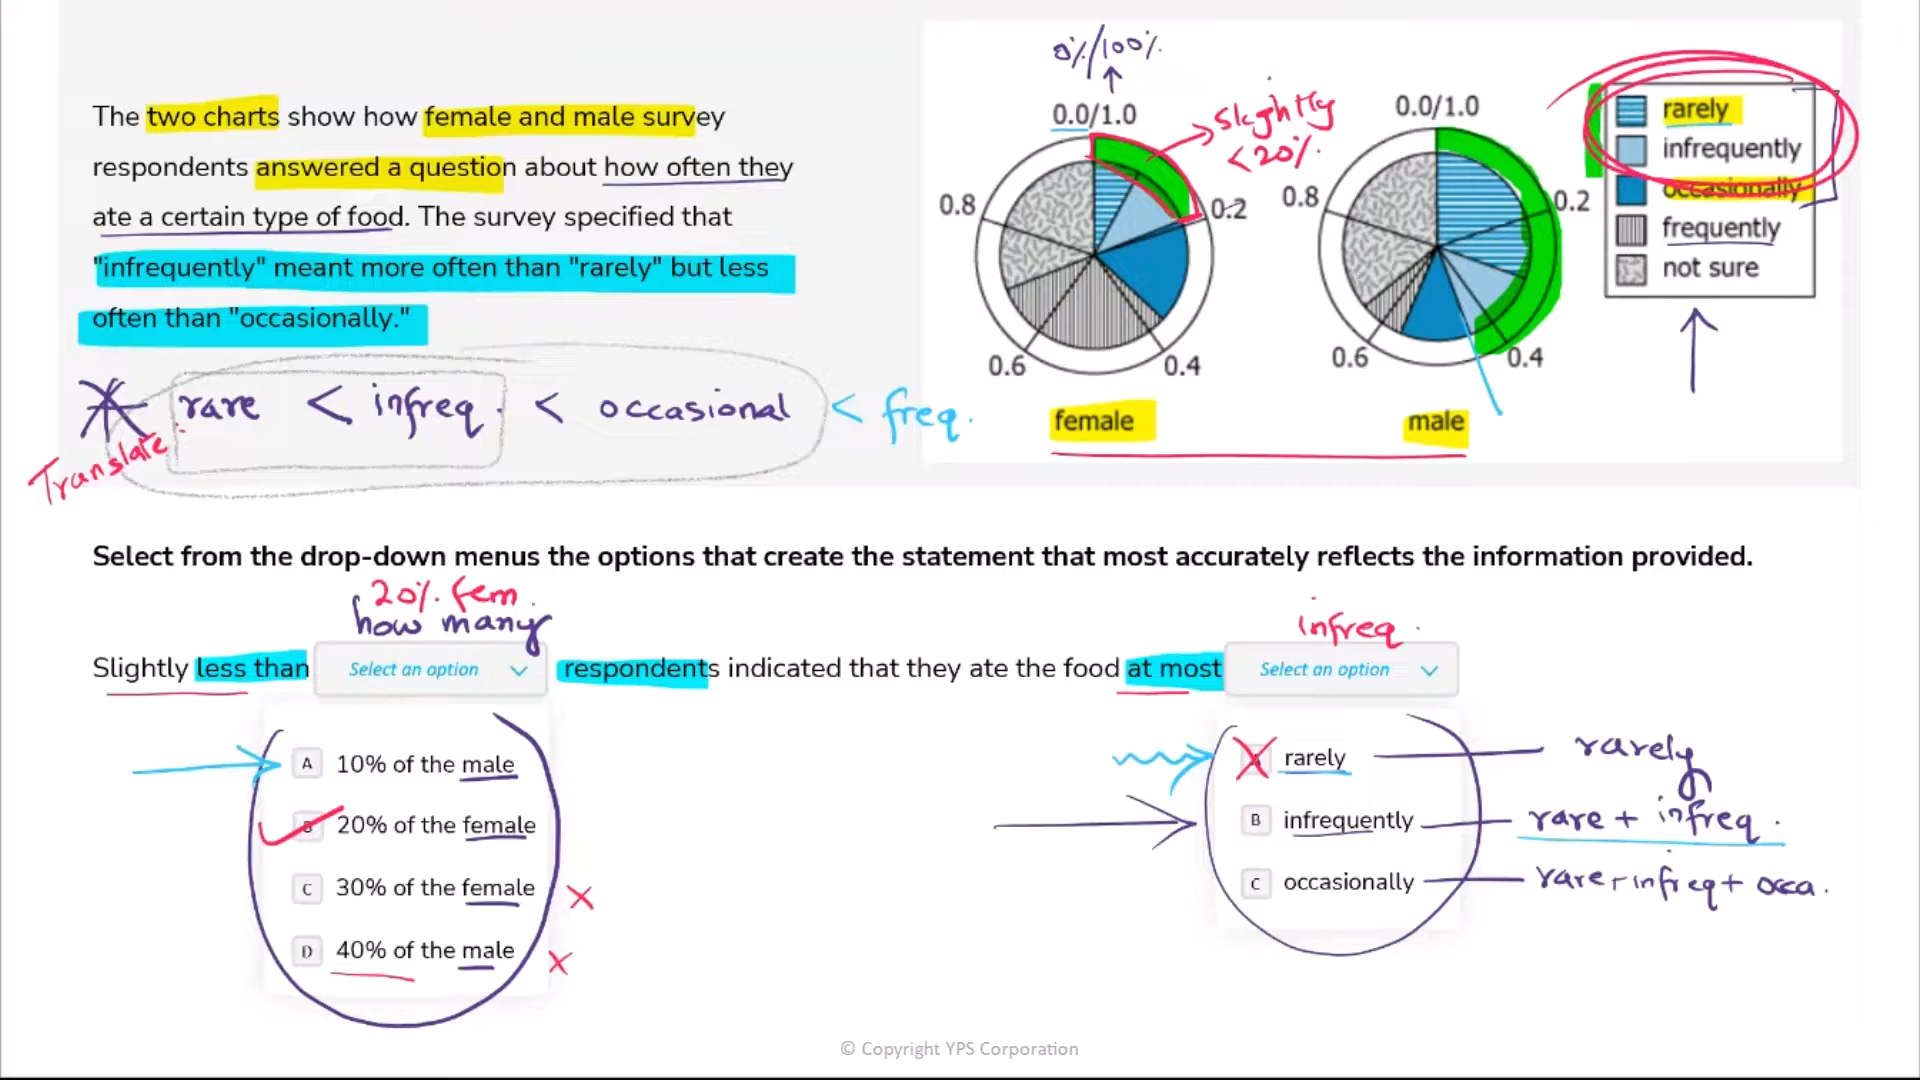 0%/100%
The two charts show how female and male survey
respondents answered a question about how often they
ate a certain type of food. The survey specified that
"infrequently" meant more often than "rarely" but less
often than "occasionally."
rare < infreq. < occasional < freq.
Translate
0.0/1.0
0.2
0.4
0.6
0.8
female
Slightly
<20%.
0.0/1.0
0.2
0.4
0.6
0.8
male
rarely
infrequently
occasionally
frequently
not sure
Select from the drop-down menus the options that create the statement that most accurately reflects the information provided.
20%. fem.
how many
infreq.
Slightly less than Select an option respondents indicated that they ate the food at most Select an option
A 10% of the male
B 20% of the female
C 30% of the female
D 40% of the male
rarely
B infrequently
C occasionally
rarely
rare + infreq.
rare + infreq + occa.
© Copyright YPS Corporation